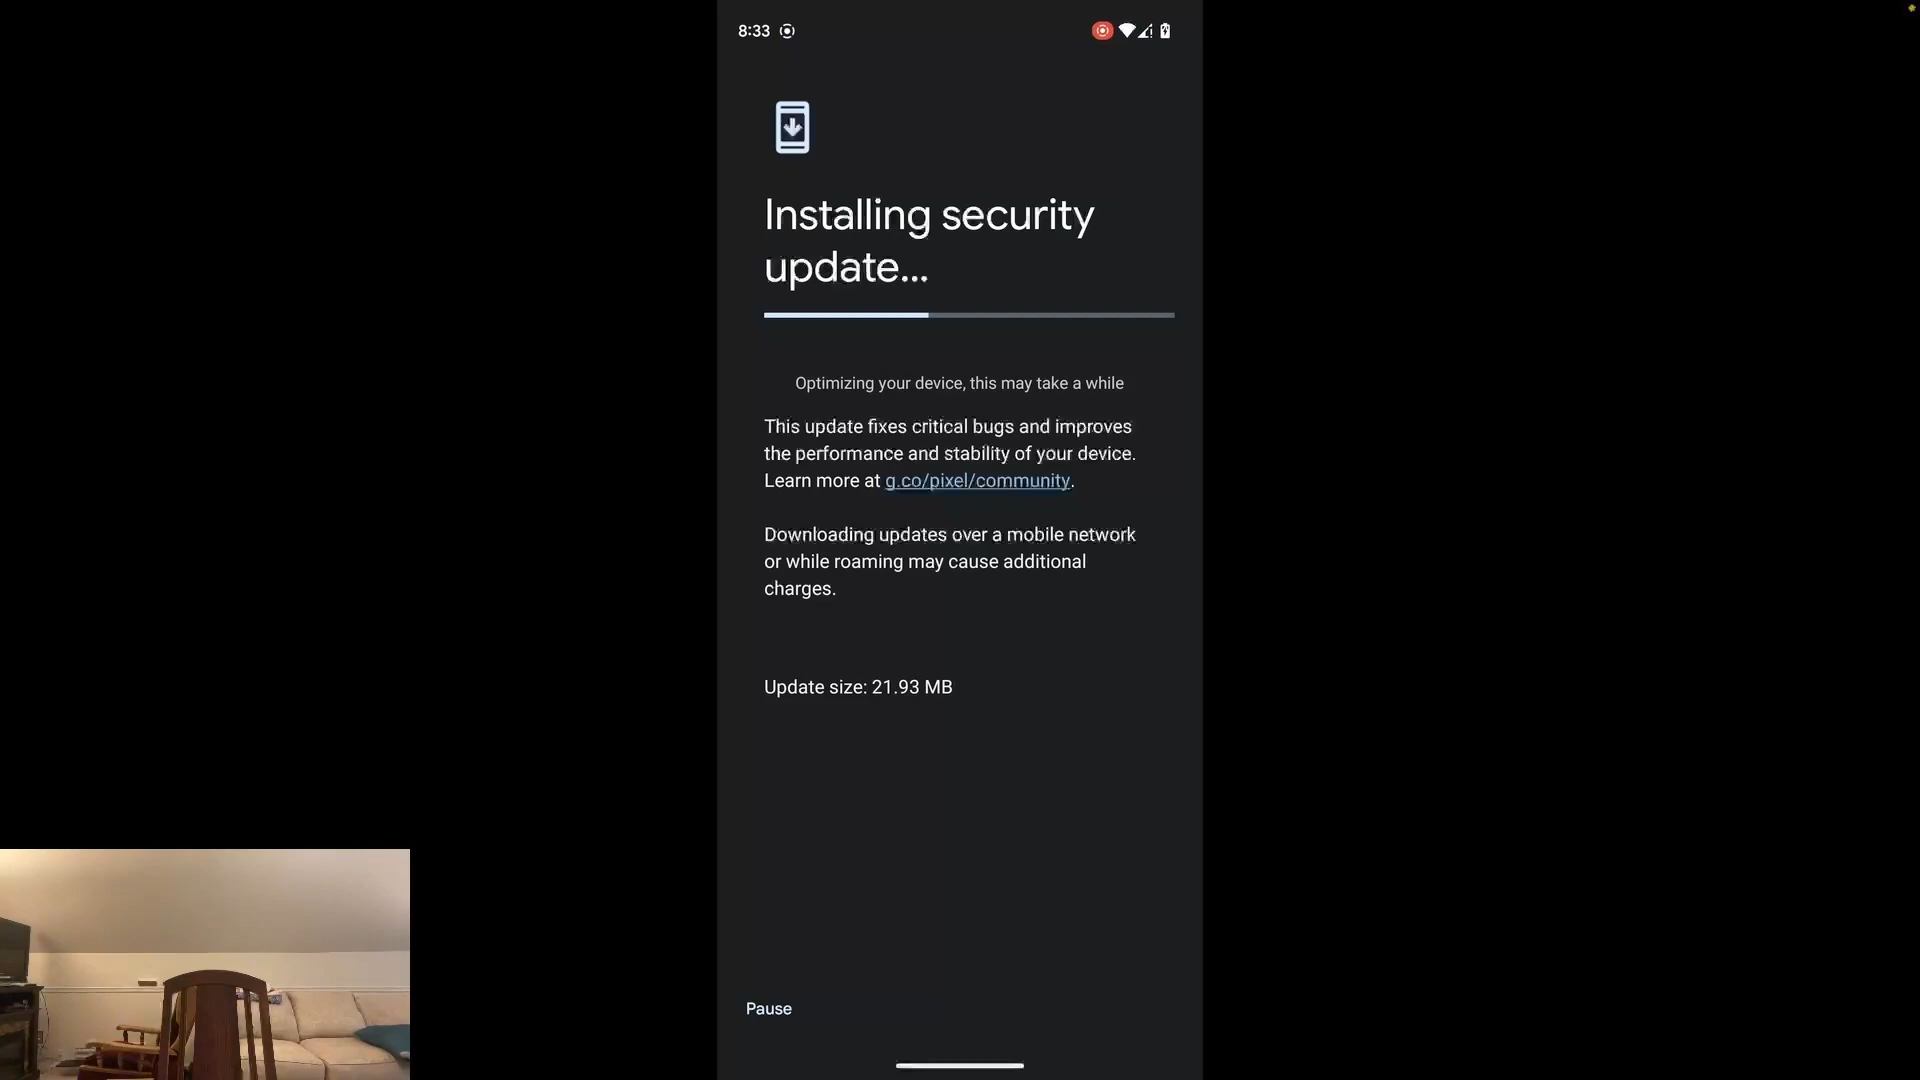 8:33
Installing security
update...
Optimizing your device, this may take a while
This update fixes critical bugs and improves
the performance and stability of your device.
Learn more at g.co/pixel/community.
Downloading updates over a mobile network
or while roaming may cause additional
charges.
Update size: 21.93 MB
Pause